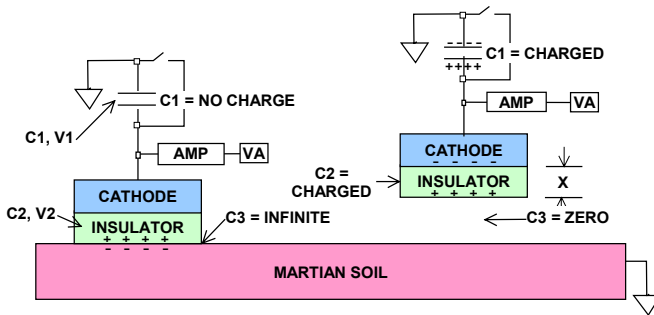 C1 = NO CHARGE
C1, V1
AMP
VA
CATHODE
C2, V2
INSULATOR
+ + + +
- - - -
C3 = INFINITE
MARTIAN SOIL
- - - -
++++
C1 = CHARGED
AMP
VA
CATHODE
- - - -
C2 =
CHARGED
INSULATOR
+ + + +
X
C3 = ZERO